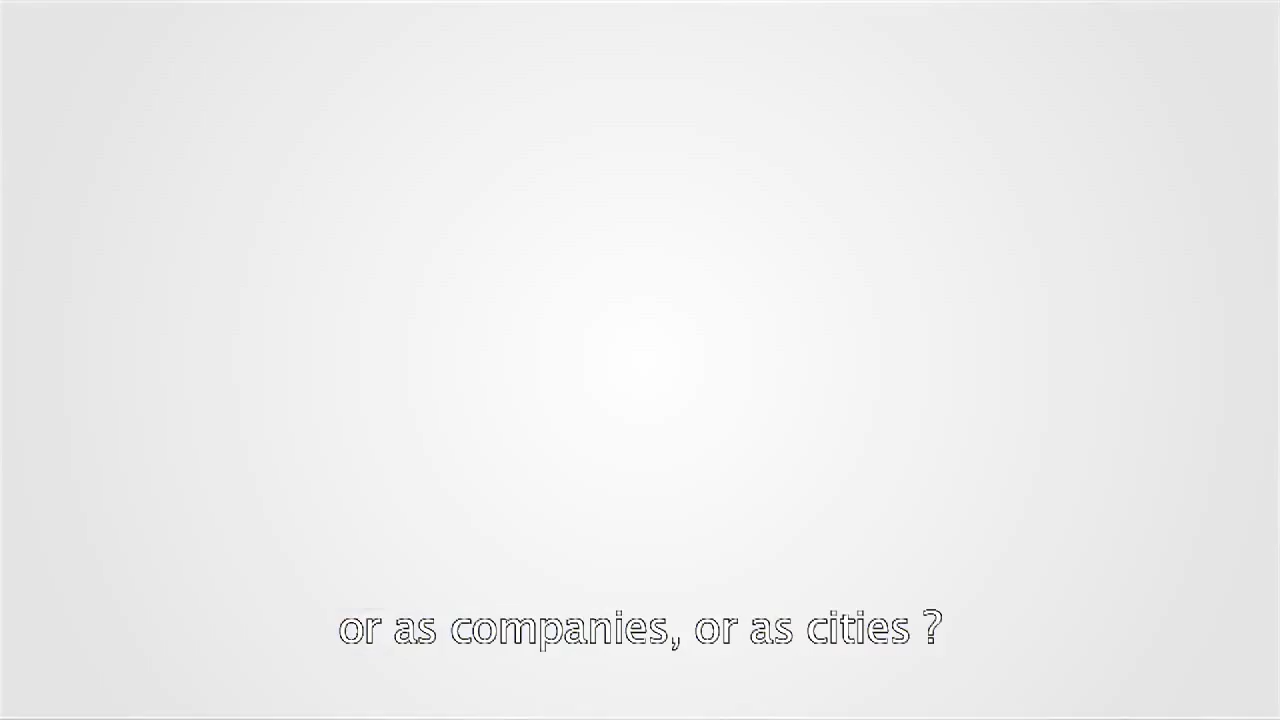 or as companies, or as cities ?